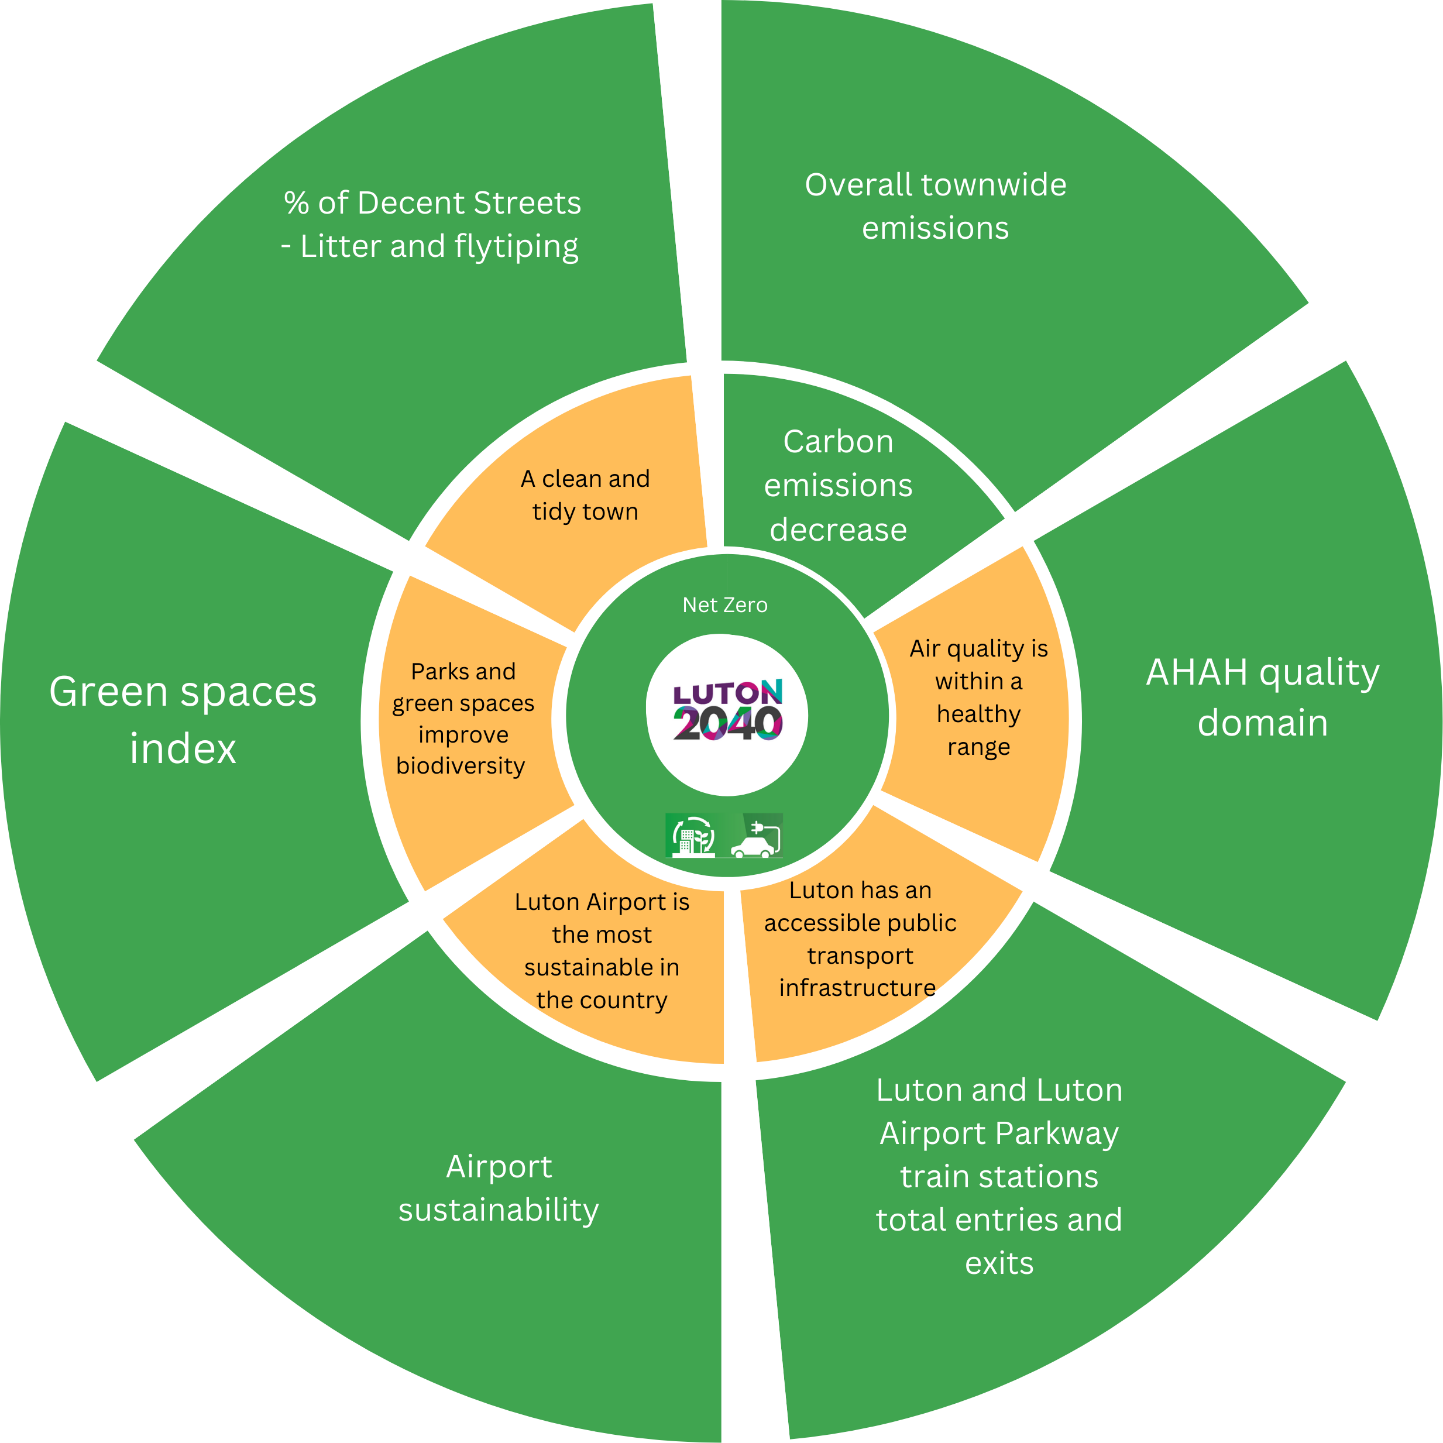 % of Decent Streets
- Litter and flytiping
Overall townwide
emissions
A clean and
tidy town
Carbon
emissions
decrease
Net Zero
LUTON
2040
Green spaces
index
Parks and
green spaces
improve
biodiversity
Air quality is
within a
healthy
range
AHAH quality
domain
Luton Airport is
the most
sustainable in
the country
Luton has an
accessible public
transport
infrastructure
Airport
sustainability
Luton and Luton
Airport Parkway
train stations
total entries and
exits